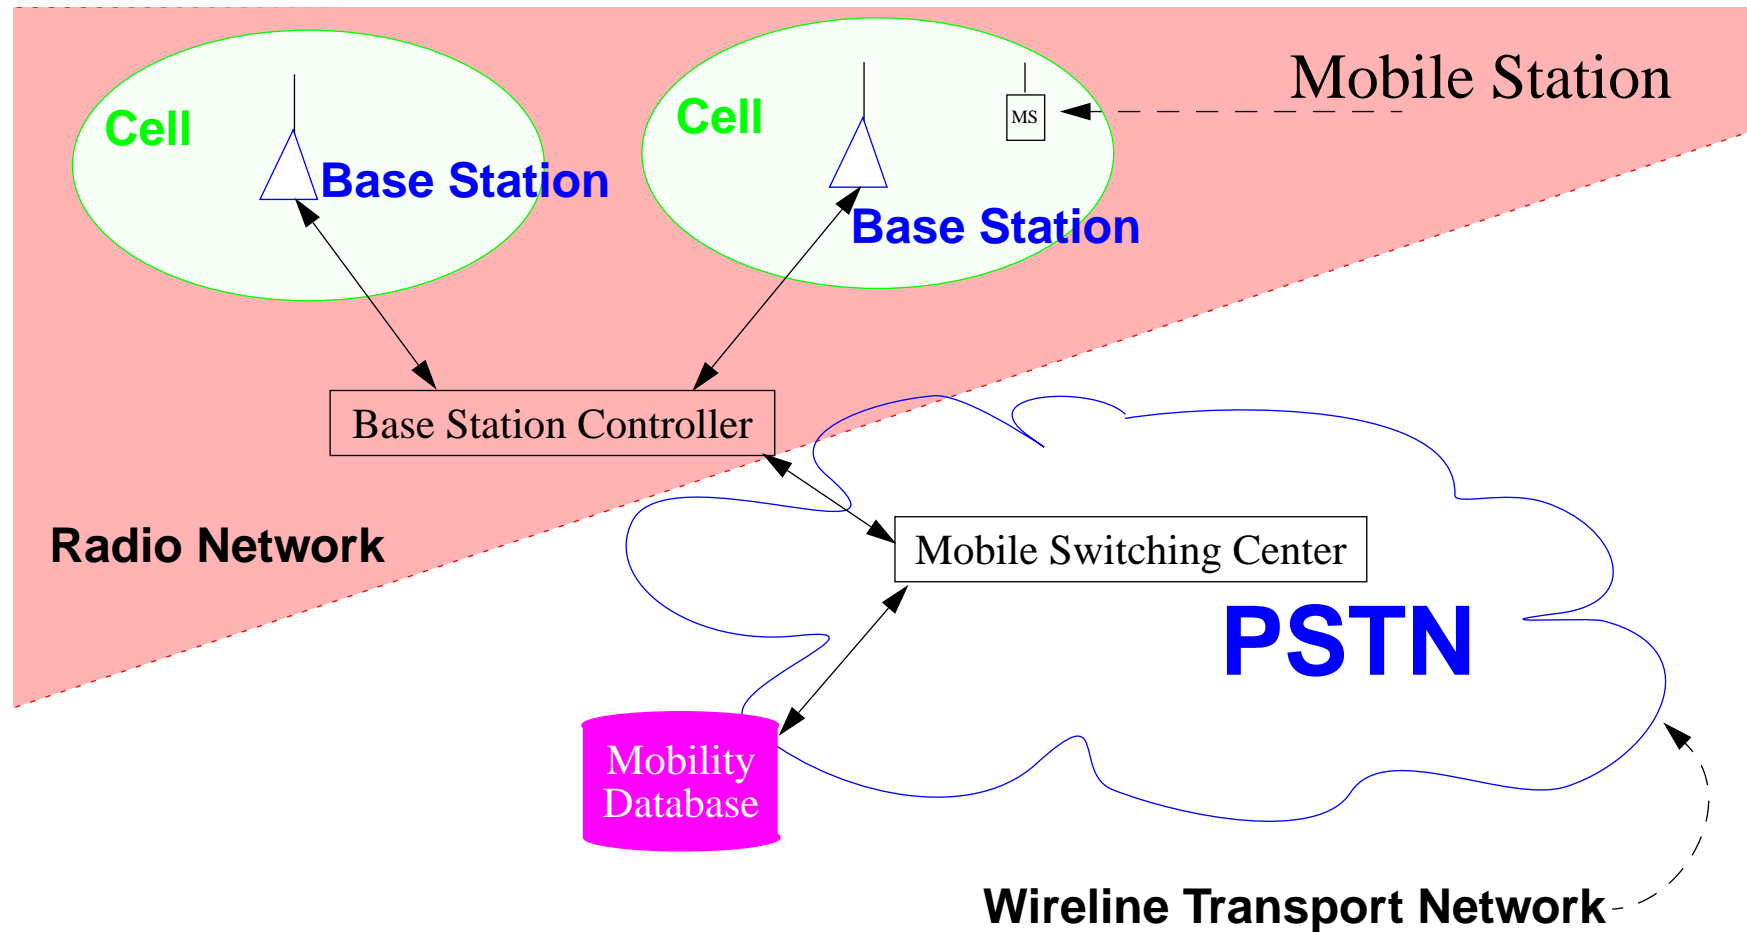 Mobile Station
Cell
Base Station
Cell
MS
Base Station
Base Station Controller
Radio Network
Mobile Switching Center
PSTN
Mobility
Database
Wireline Transport Network